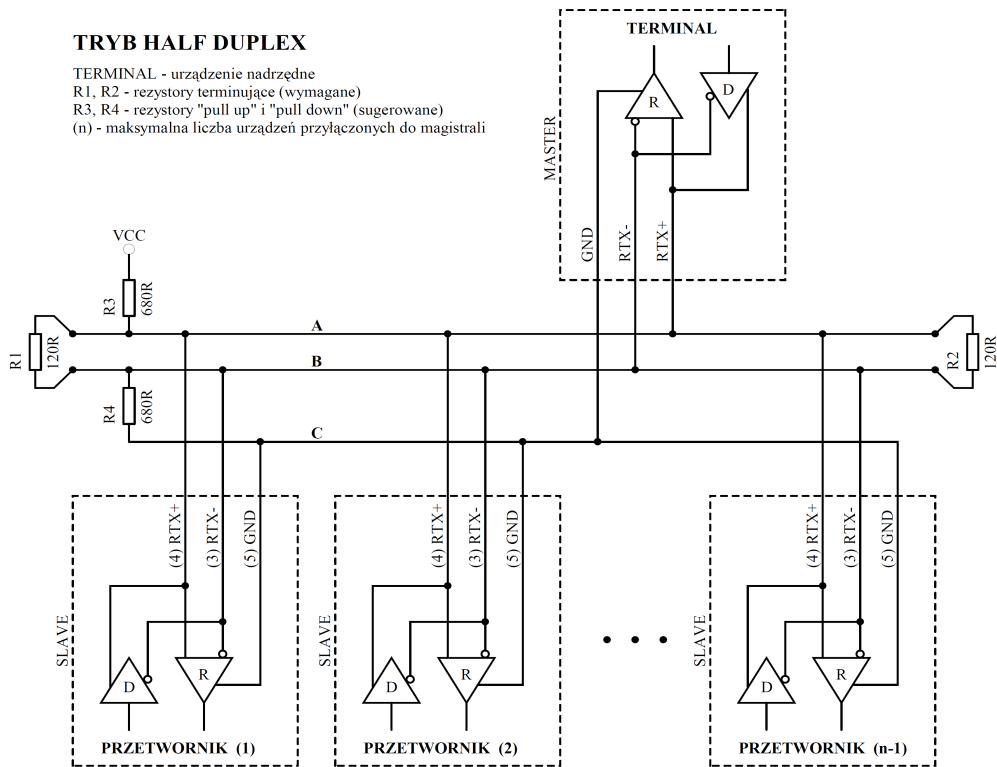 TRYB HALF DUPLEX
TERMINAL - urządzenie nadrzędne
R1, R2 - rezystory terminujące (wymagane)
R3, R4 - rezystory "pull up" i "pull down" (sugerowane)
(n) - maksymalna liczba urządzeń przyłączonych do magistrali
TERMINAL
R
D
MASTER
GND
RTX-
RTX+
VCC
R3
680R
A
R1
120R
B
R2
120R
R4
680R
C
(4) RTX+
(3) RTX-
(5) GND
SLAVE
D
R
PRZETWORNIK (1)
(4) RTX+
(3) RTX-
(5) GND
SLAVE
D
R
PRZETWORNIK (2)
(4) RTX+
(3) RTX-
(5) GND
SLAVE
D
R
PRZETWORNIK (n-1)